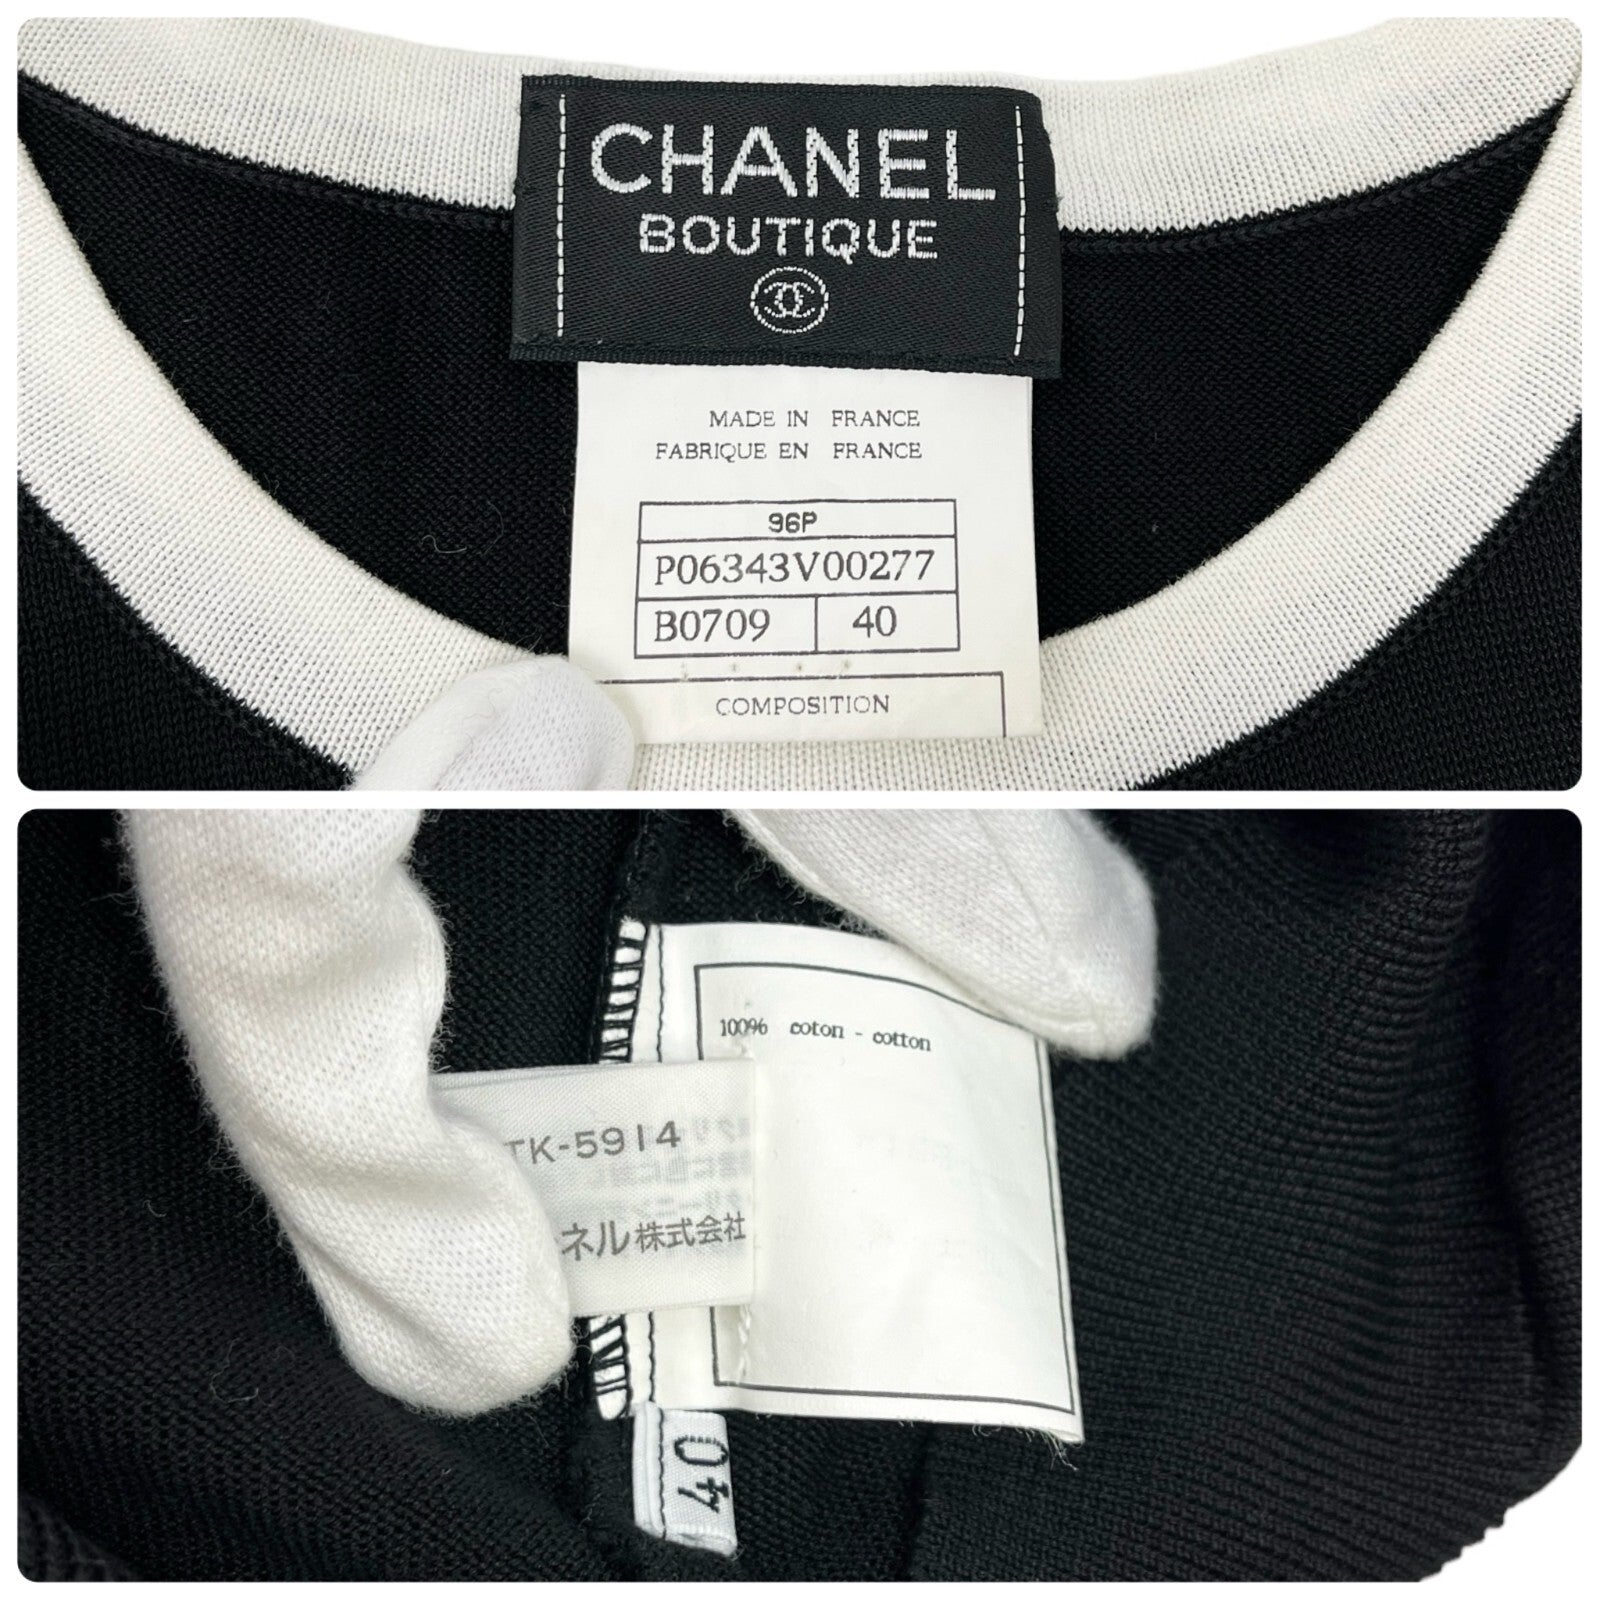 CHANEL
BOUTIQUE
MADE IN FRANCE
FABRIQUE EN FRANCE
96P
P06343V00277
B0709 40
COMPOSITION
100% coton - cotton
TK-5914
ネル株式会社
40